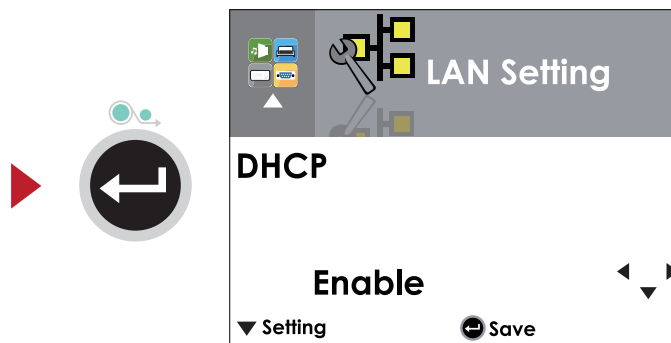 LAN Setting
DHCP
Enable
Setting
Save